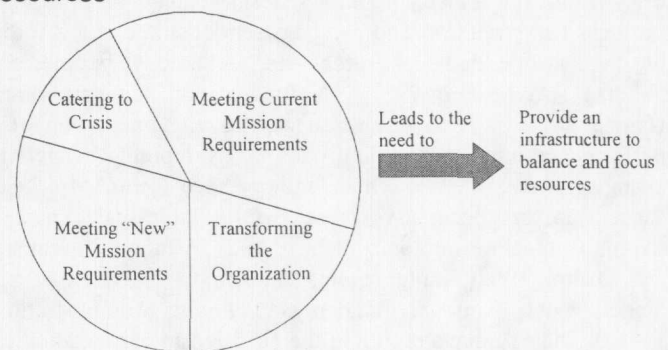 Catering to
Crisis
Meeting Current
Mission
Requirements
Meeting “New”
Mission
Requirements
Transforming
the
Organization
Leads to the
need to
Provide an
infrastructure to
balance and focus
resources